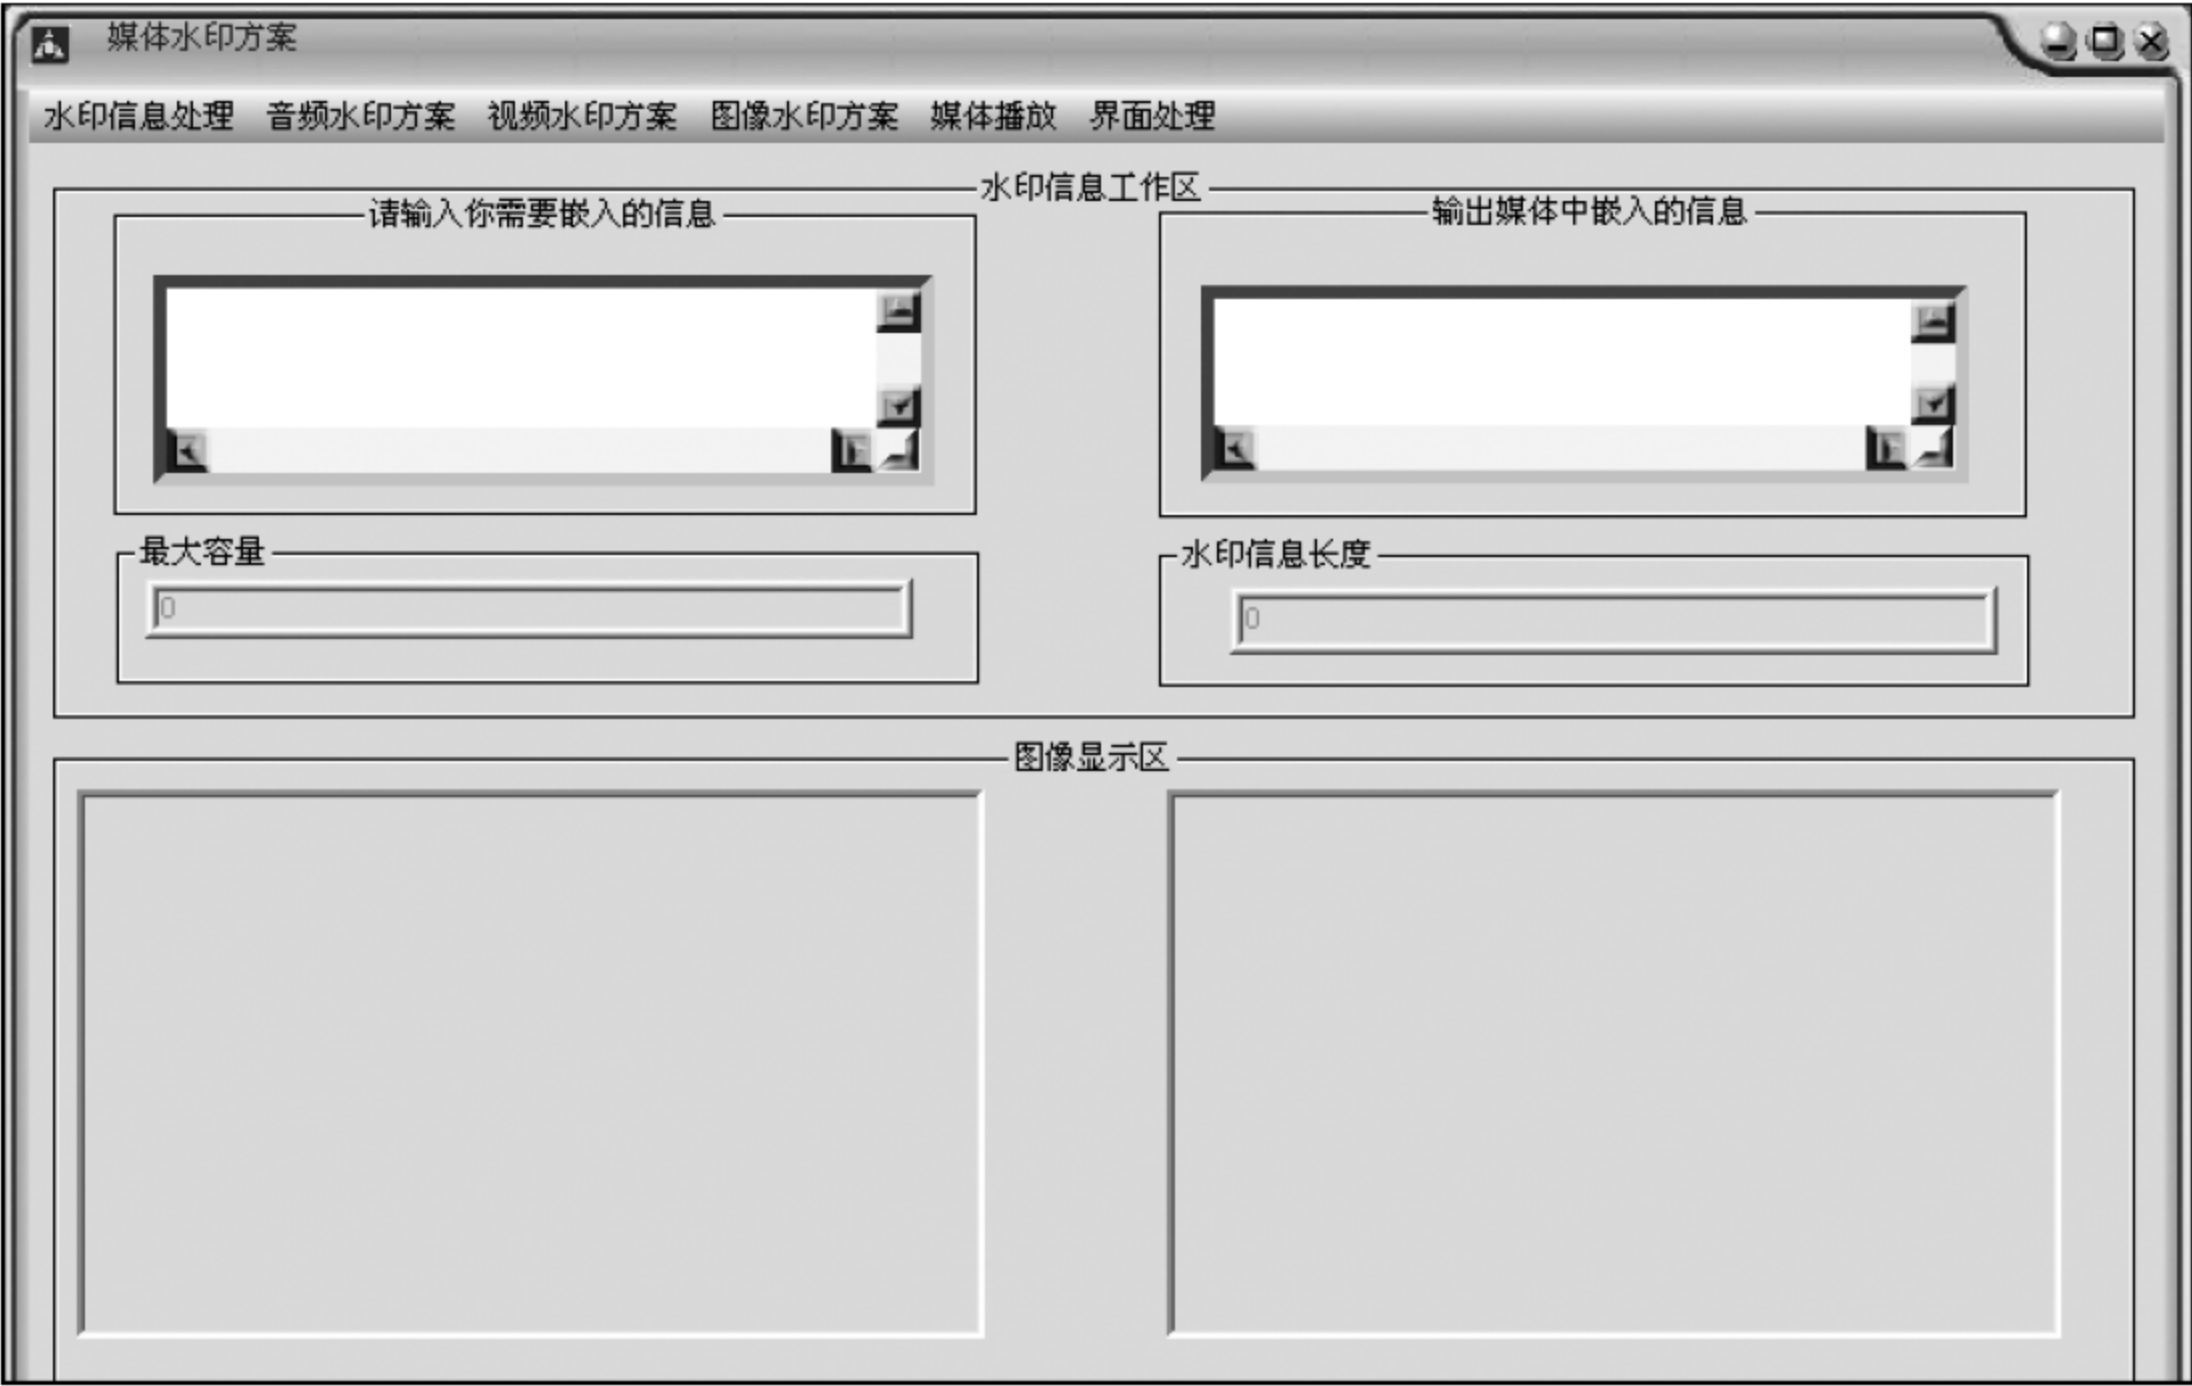 媒体水印方案
水印信息处理 音频水印方案 视频水印方案 图像水印方案 媒体播放 界面处理
水印信息工作区
请输入你需要嵌入的信息
输出媒体中嵌入的信息
最大容量
0
水印信息长度
0
图像显示区